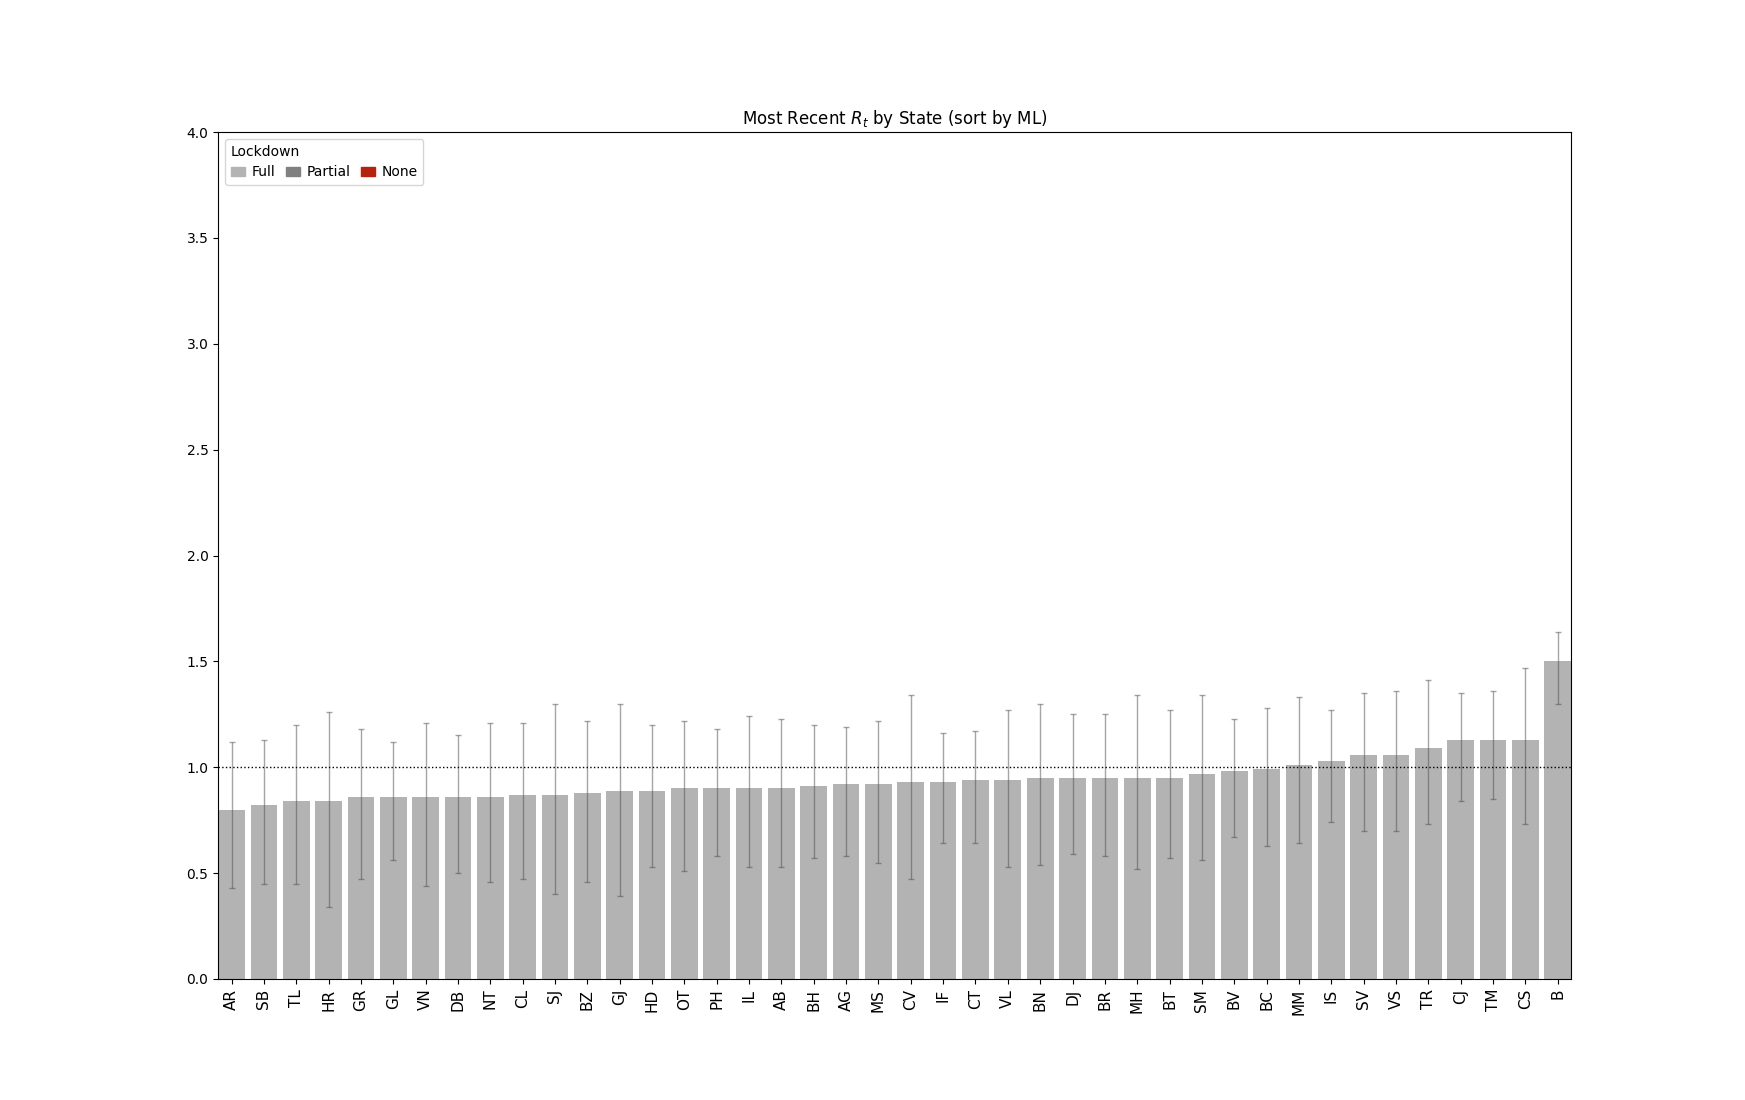 Most Recent Rt by State (sort by ML)
4.0
Lockdown
Full Partial None
3.5
3.0
2.5
2.0
1.5
1.0
0.5
0.0
AR SB TL HR GR GL VN DB NT CL SJ BZ GJ HD OT PH IL AB BH AG MS CV IF CT VL BN DJ BR MH BT SM BV BC MM IS SV VS TR CJ TM CS B